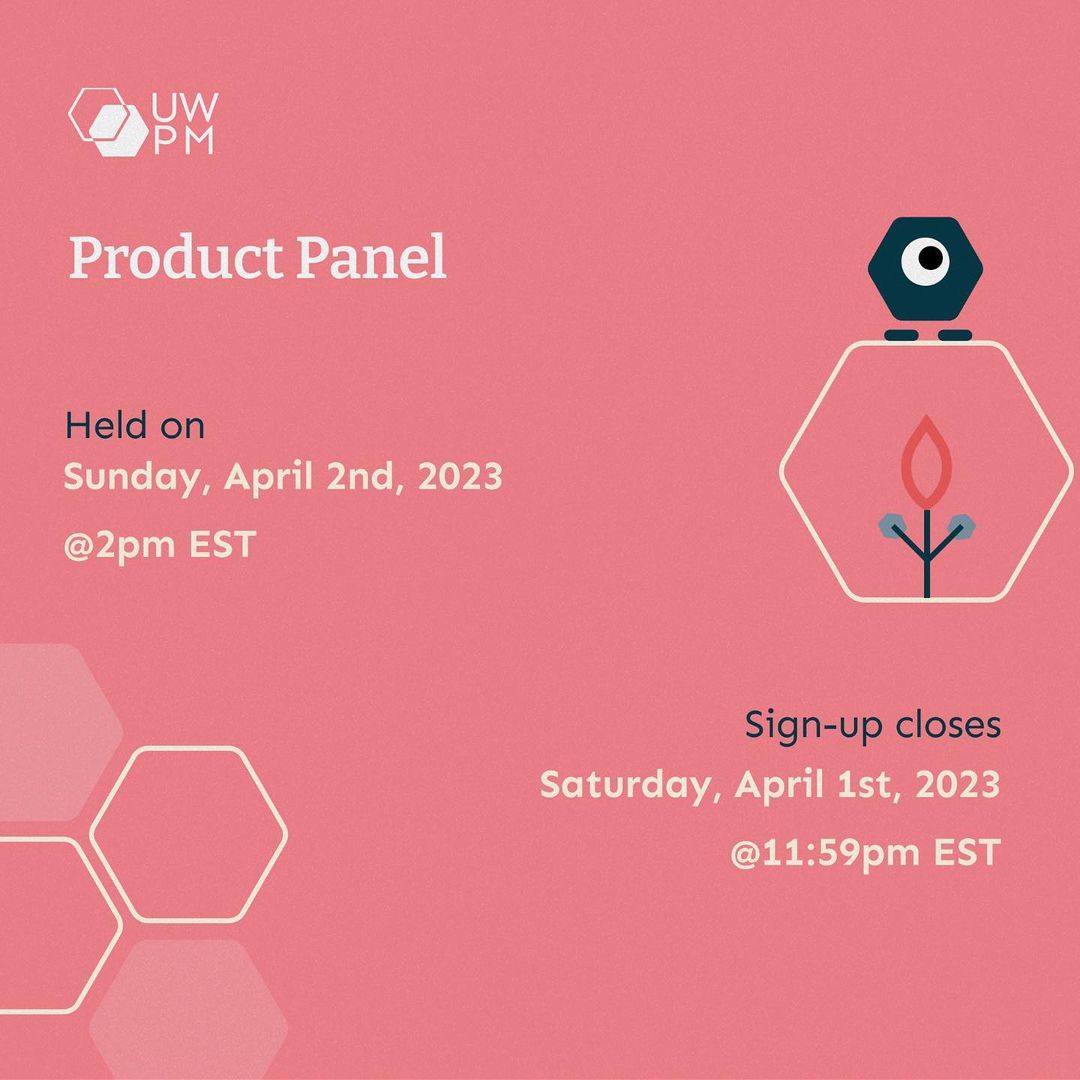 UW
PM
Product Panel
Held on
Sunday, April 2nd, 2023
@2pm EST
Sign-up closes
Saturday, April 1st, 2023
@11:59pm EST